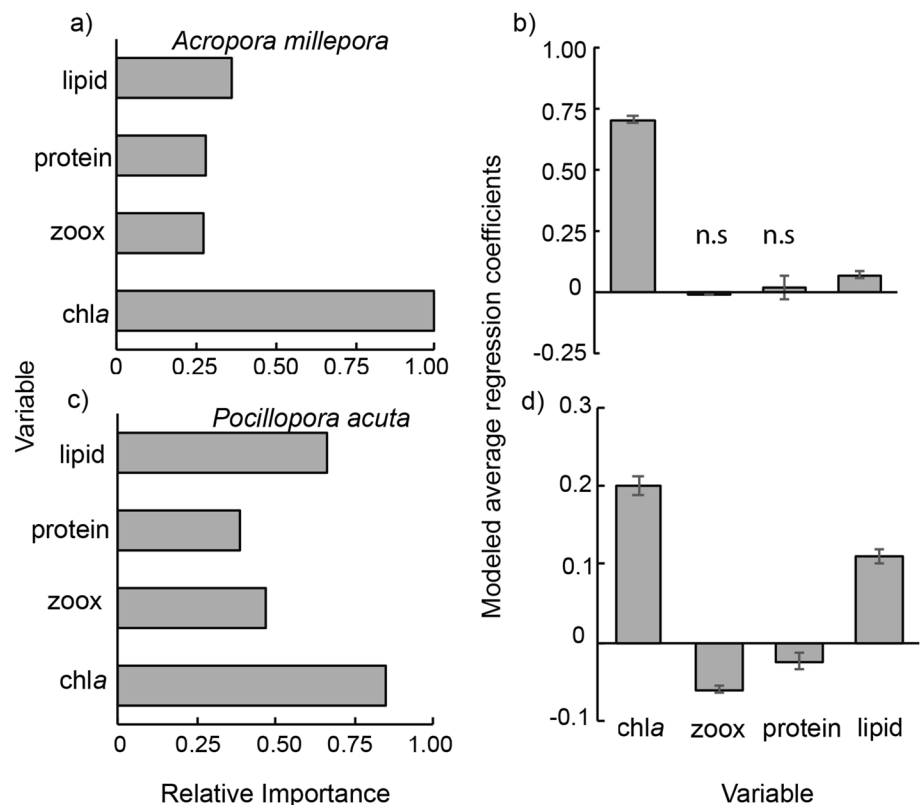 a)
Acropora millepora
lipid
protein
zoox
chla
0 0.25 0.50 0.75 1.00
b)
1.00
0.75
0.50
0.25
0
-0.25
n.s n.s
Variable
Modeled average regression coefficients
c)
Pocillopora acuta
lipid
protein
zoox
chla
0 0.25 0.50 0.75 1.00
Relative Importance
d)
0.3
0.2
0.1
0
-0.1
chla zoox protein lipid
Variable